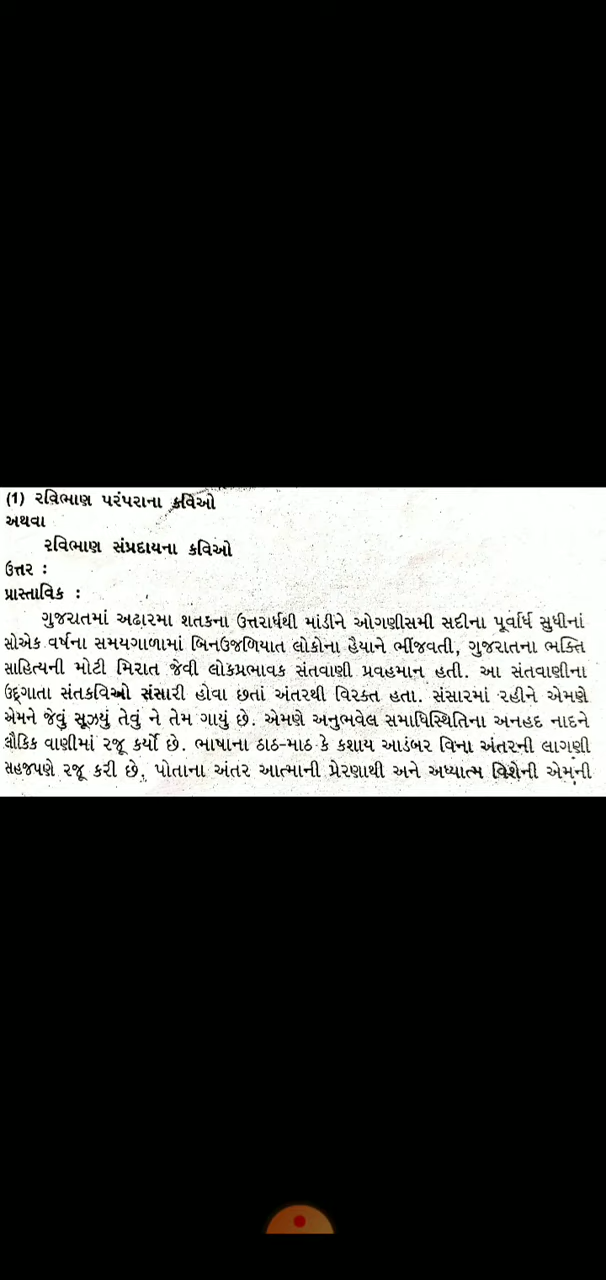 (1) રવિભાણ પરંપરાના કવિઓ
અથવા
રવિભાણ સંપ્રદાયના કવિઓ
ઉત્તર :
પ્રાસ્તાવિક :
ગુજરાતમાં અઢારમા શતકના ઉત્તરાર્ધથી માંડીને ઓગણીસમી સદીના પૂર્વાર્ધ સુધીનાં
સોએક વર્ષના સમયગાળામાં બિનઉજળિયાત લોકોના હૈયાને ભીંજવતી, ગુજરાતના ભક્તિ
સાહિત્યની મોટી મિરાત જેવી લોકપ્રભાવક સંતવાણી પ્રવહમાન હતી. આ સંતવાણીના
ઉદ્દ્ગાતા સંતકવિઓ સંસારી હોવા છતાં અંતરથી વિરક્ત હતા. સંસારમાં રહીને એમણે
એમને જેવું સૂઝ્યું તેવું ને તેમ ગાયું છે. એમણે અનુભવેલ સમાધિસ્થિતિના અનહદ નાદને
લૌકિક વાણીમાં રજૂ કર્યો છે. ભાષાના ઠાઠ-માઠ કે કશાય આડંબર વિના અંતરની લાગણી
સહજપણે રજૂ કરી છે, પોતાના અંતર આત્માની પ્રેરણાથી અને અધ્યાત્મ વિશેની એમની